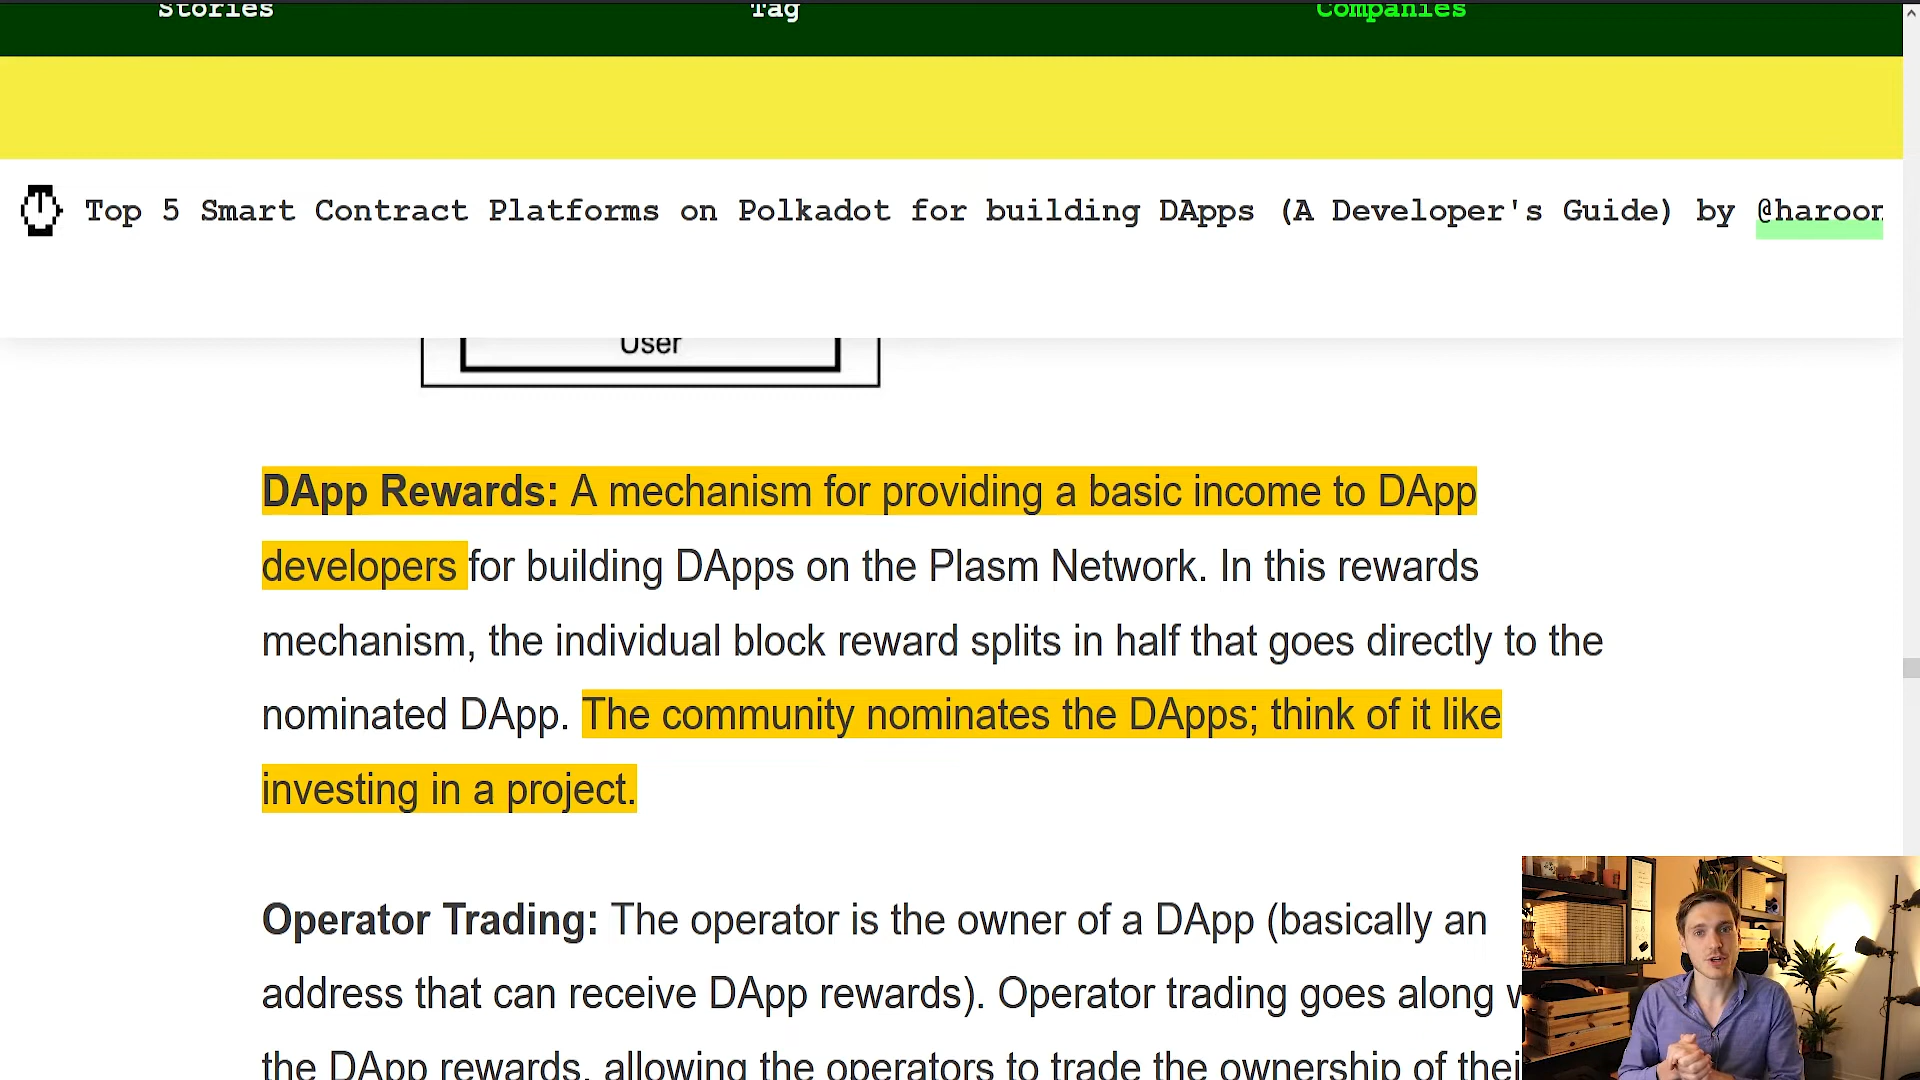 Stories Tag Companies
Top 5 Smart Contract Platforms on Polkadot for building DApps (A Developer's Guide) by @haroon
User
DApp Rewards: A mechanism for providing a basic income to DApp
developers for building DApps on the Plasm Network. In this rewards
mechanism, the individual block reward splits in half that goes directly to the
nominated DApp. The community nominates the DApps; think of it like
investing in a project.
Operator Trading: The operator is the owner of a DApp (basically an
address that can receive DApp rewards). Operator trading goes along
the DApp rewards, allowing the operators to trade the ownership of